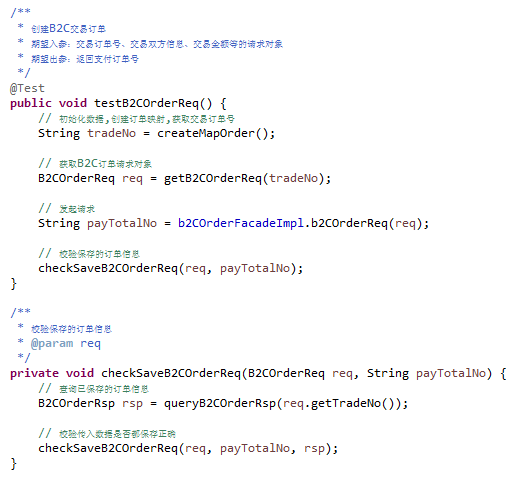 /**
 * 创建B2C交易订单
 * 期望入参：交易订单号、交易双方信息、交易金额等的请求对象
 * 期望出参：返回支付订单号
 */
@Test
public void testB2COrderReq() {
    // 初始化数据,创建订单映射,获取交易订单号
    String tradeNo = createMapOrder();
    // 获取B2C订单请求对象
    B2COrderReq req = getB2COrderReq(tradeNo);
    // 发起请求
    String payTotalNo = b2COrderFacadeImpl.b2COrderReq(req);
    // 校验保存的订单信息
    checkSaveB2COrderReq(req, payTotalNo);
}
/**
 * 校验保存的订单信息
 * @param req
 */
private void checkSaveB2COrderReq(B2COrderReq req, String payTotalNo) {
    // 查询已保存的订单信息
    B2COrderRsp rsp = queryB2COrderRsp(req.getTradeNo());
    // 校验传入数据是否都保存正确
    checkSaveB2COrderReq(req, payTotalNo, rsp);
}